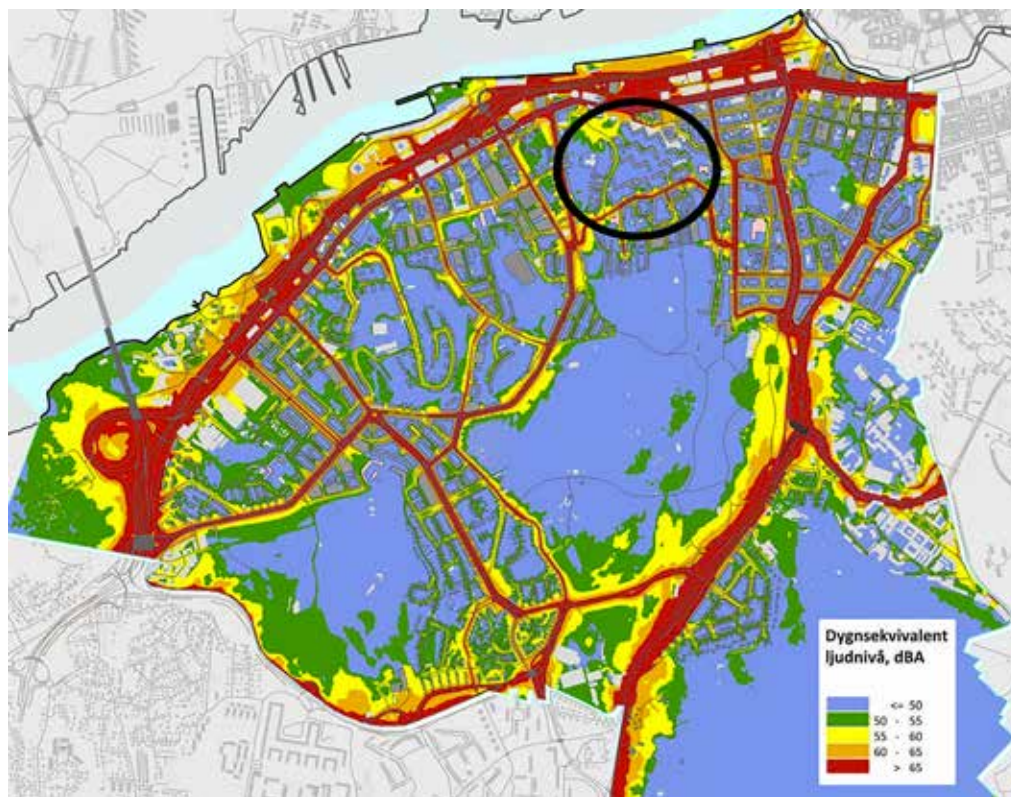 Dygnsekvivalent
ljudnivå, dBA
<= 50
50 - 55
55 - 60
60 - 65
> 65